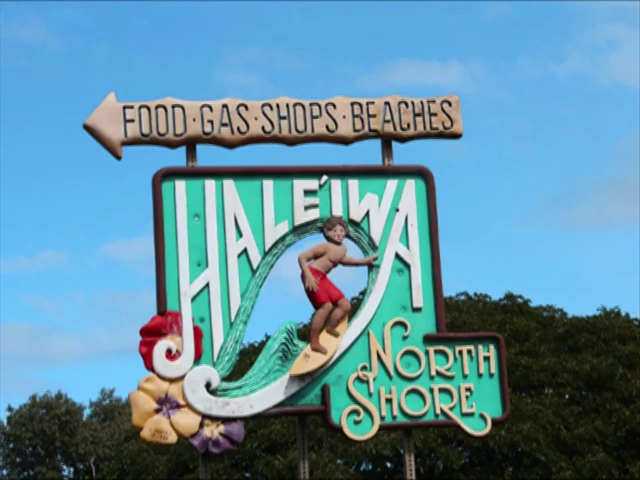 FOOD · GAS · SHOPS · BEACHES
HALE'IWA
NORTH
SHORE